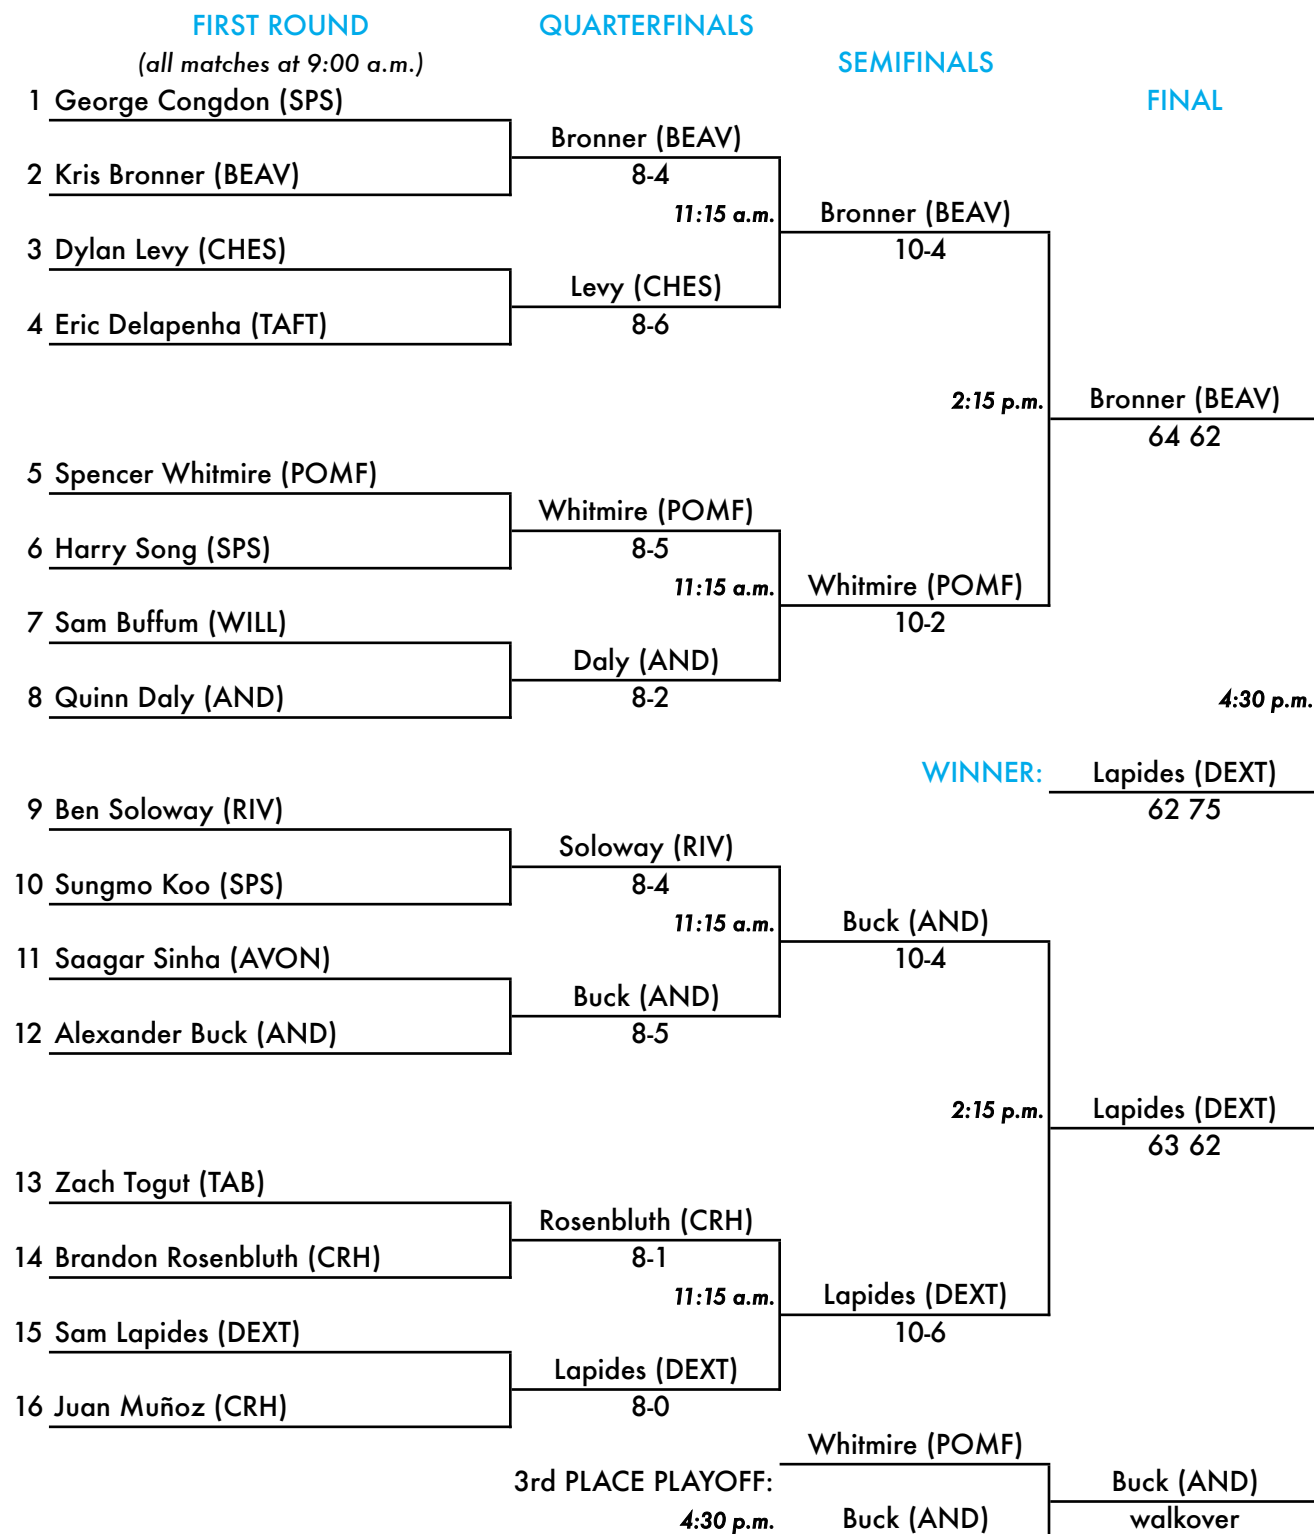 FIRST ROUND QUARTERFINALS
(all matches at 9:00 a.m.) SEMIFINALS
1 George Congdon (SPS) FINAL
Bronner (BEAV)
2 Kris Bronner (BEAV) 8-4
11:15 a.m. Bronner (BEAV)
3 Dylan Levy (CHES) 10-4
Levy (CHES)
4 Eric Delapenha (TAFT) 8-6
2:15 p.m. Bronner (BEAV)
64 62
5 Spencer Whitmire (POMF)
Whitmire (POMF)
6 Harry Song (SPS) 8-5
11:15 a.m. Whitmire (POMF)
7 Sam Buffum (WILL) 10-2
Daly (AND)
8 Quinn Daly (AND) 8-2 4:30 p.m.
WINNER: Lapides (DEXT)
9 Ben Soloway (RIV) 62 75
Soloway (RIV)
10 Sungmo Koo (SPS) 8-4
11:15 a.m. Buck (AND)
11 Saagar Sinha (AVON) 10-4
Buck (AND)
12 Alexander Buck (AND) 8-5
2:15 p.m. Lapides (DEXT)
63 62
13 Zach Togut (TAB)
Rosenbluth (CRH)
14 Brandon Rosenbluth (CRH) 8-1
11:15 a.m. Lapides (DEXT)
15 Sam Lapides (DEXT) 10-6
Lapides (DEXT)
16 Juan Muñoz (CRH) 8-0
Whitmire (POMF)
3rd PLACE PLAYOFF: Buck (AND)
4:30 p.m. Buck (AND) walkover